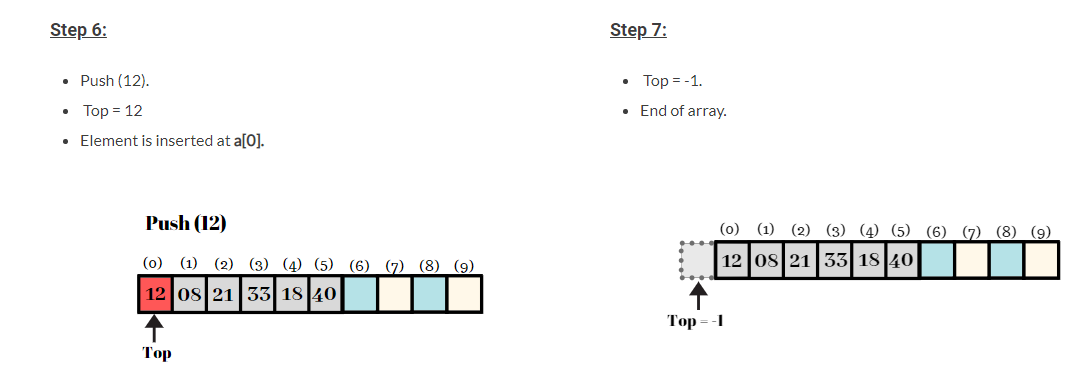 Step 6:
Push (12).
Top = 12
Element is inserted at a[0].
Push (12)
(0) (1) (2) (3) (4) (5) (6) (7) (8) (9)
12 08 21 33 18 40
Top
Step 7:
Top = -1.
End of array.
(0) (1) (2) (3) (4) (5) (6) (7) (8) (9)
12 08 21 33 18 40
Top = -1